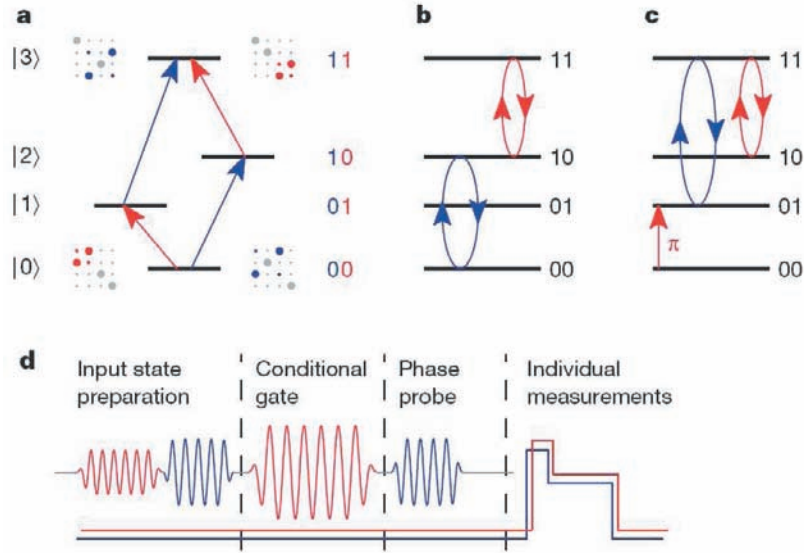 a
b
c
|3⟩
11
11
11
|2⟩
10
10
10
|1⟩
01
01
01
π
|0⟩
00
00
00
d
Input state
preparation
Conditional
gate
Phase
probe
Individual
measurements